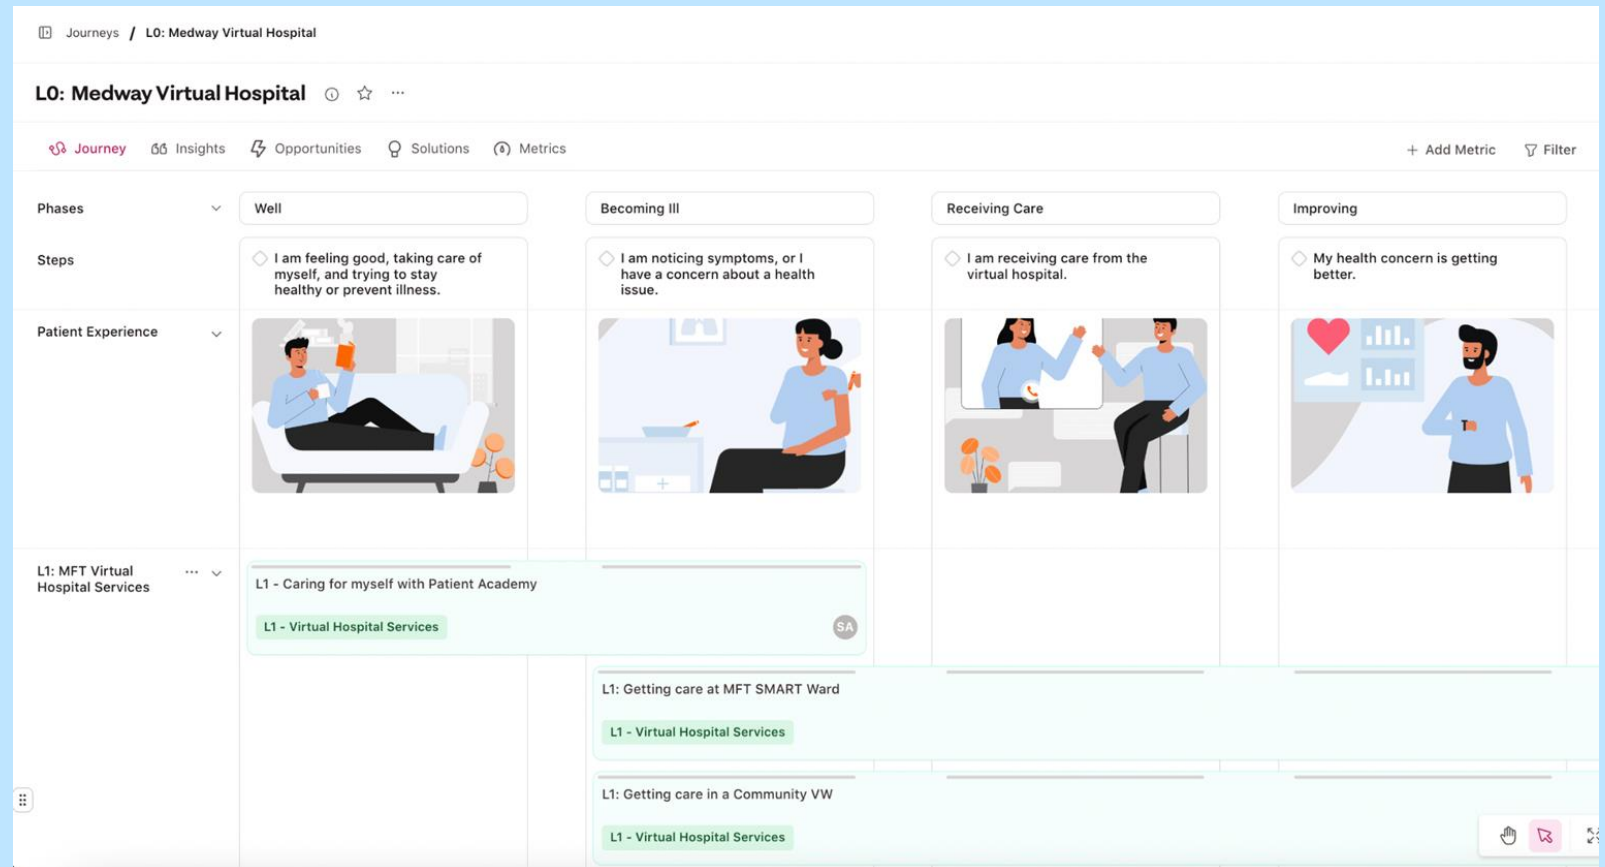 Journeys / L0: Medway Virtual Hospital
L0: Medway Virtual Hospital
Journey Insights Opportunities Solutions Metrics
+ Add Metric Filter
Phases
Well
Becoming Ill
Receiving Care
Improving
Steps
I am feeling good, taking care of
myself, and trying to stay
healthy or prevent illness.
I am noticing symptoms, or I
have a concern about a health
issue.
I am receiving care from the
virtual hospital.
My health concern is getting
better.
Patient Experience
L1: MFT Virtual
Hospital Services
L1 - Caring for myself with Patient Academy
L1 - Virtual Hospital Services
SA
L1: Getting care at MFT SMART Ward
L1 - Virtual Hospital Services
L1: Getting care in a Community VW
L1 - Virtual Hospital Services